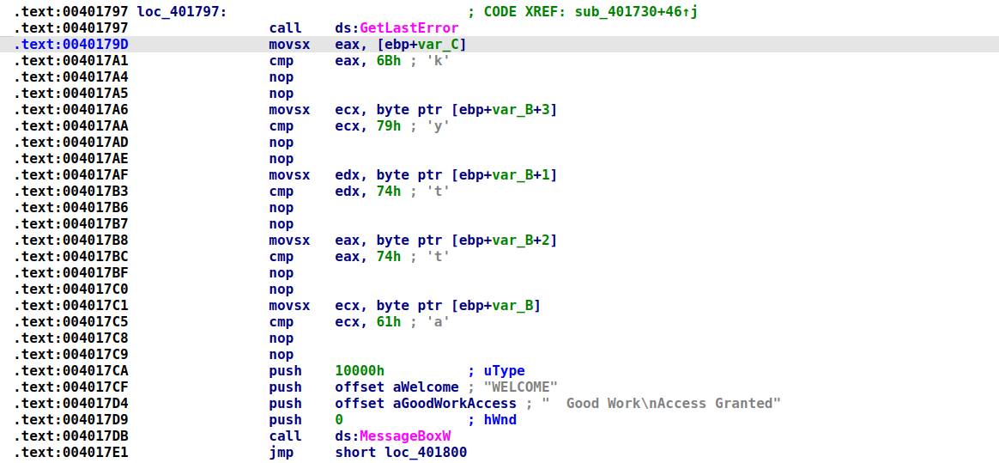 .text:00401797 loc_401797: ; CODE XREF: sub_401730+46↑j
.text:00401797 call ds:GetLastError
.text:0040179D movsx eax, [ebp+var_C]
.text:004017A1 cmp eax, 6Bh ; 'k'
.text:004017A4 nop
.text:004017A5 nop
.text:004017A6 movsx ecx, byte ptr [ebp+var_B+3]
.text:004017AA cmp ecx, 79h ; 'y'
.text:004017AD nop
.text:004017AE nop
.text:004017AF movsx edx, byte ptr [ebp+var_B+1]
.text:004017B3 cmp edx, 74h ; 't'
.text:004017B6 nop
.text:004017B7 nop
.text:004017B8 movsx eax, byte ptr [ebp+var_B+2]
.text:004017BC cmp eax, 74h ; 't'
.text:004017BF nop
.text:004017C0 nop
.text:004017C1 movsx ecx, byte ptr [ebp+var_B]
.text:004017C5 cmp ecx, 61h ; 'a'
.text:004017C8 nop
.text:004017C9 nop
.text:004017CA push 10000h ; uType
.text:004017CF push offset aWelcome ; "WELCOME"
.text:004017D4 push offset aGoodWorkAccess ; "  Good Work\nAccess Granted"
.text:004017D9 push 0 ; hWnd
.text:004017DB call ds:MessageBoxW
.text:004017E1 jmp short loc_401800